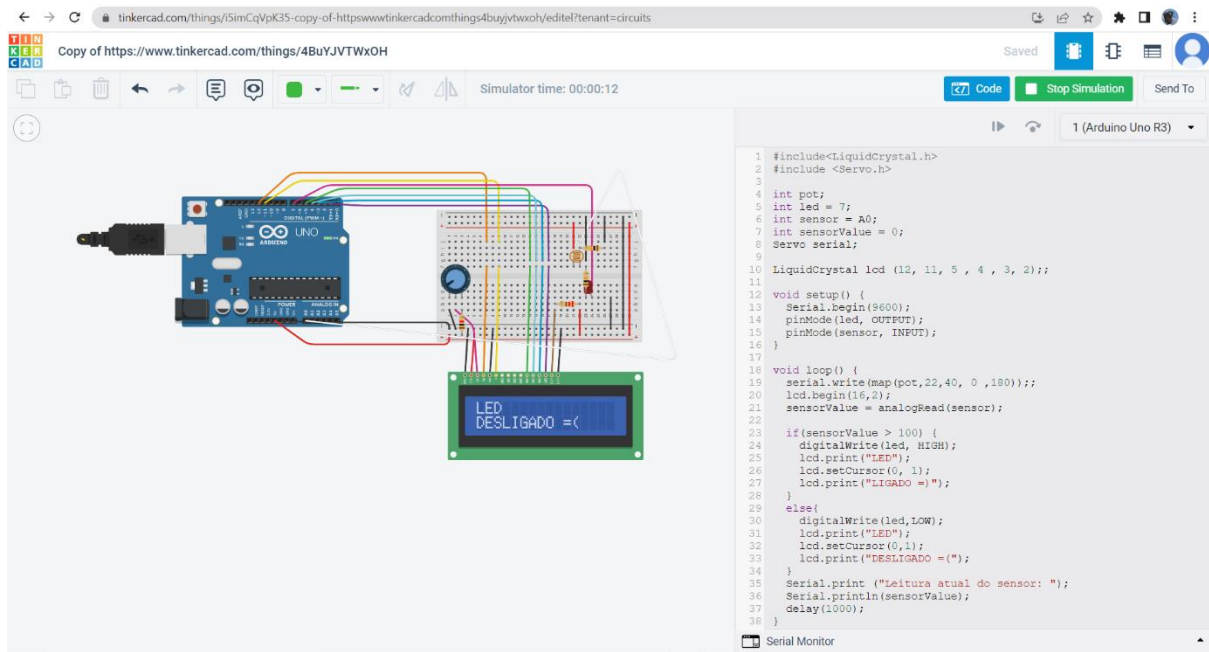 tinkercad.com/things/i5imCqVpK35-copy-of-httpswwwtinkercadcomthings4buyjvtwxoh/editel?tenant=circuits
TIN
KER
CAD
Copy of https://www.tinkercad.com/things/4BuYJVTWxOH
Saved
Simulator time: 00:00:12
Code
Stop Simulation
Send To
1 (Arduino Uno R3)
DIGITAL (PWM ~)
UNO
ARDUINO
POWER
ANALOG IN
LED
DESLIGADO =(
1 #include<LiquidCrystal.h>
2 #include <Servo.h>
3
4 int pot;
5 int led = 7;
6 int sensor = A0;
7 int sensorValue = 0;
8 Servo serial;
9
10 LiquidCrystal lcd (12, 11, 5 , 4 , 3, 2);;
11
12 void setup() {
13 Serial.begin(9600);
14 pinMode(led, OUTPUT);
15 pinMode(sensor, INPUT);
16 }
17
18 void loop() {
19 serial.write(map(pot,22,40, 0 ,180));;
20 lcd.begin(16,2);
21 sensorValue = analogRead(sensor);
22
23 if(sensorValue > 100) {
24 digitalWrite(led, HIGH);
25 lcd.print("LED");
26 lcd.setCursor(0, 1);
27 lcd.print("LIGADO =)");
28 }
29 else{
30 digitalWrite(led,LOW);
31 lcd.print("LED");
32 lcd.setCursor(0,1);
33 lcd.print("DESLIGADO =(");
34 }
35 Serial.print ("Leitura atual do sensor: ");
36 Serial.println(sensorValue);
37 delay(1000);
38 }
Serial Monitor